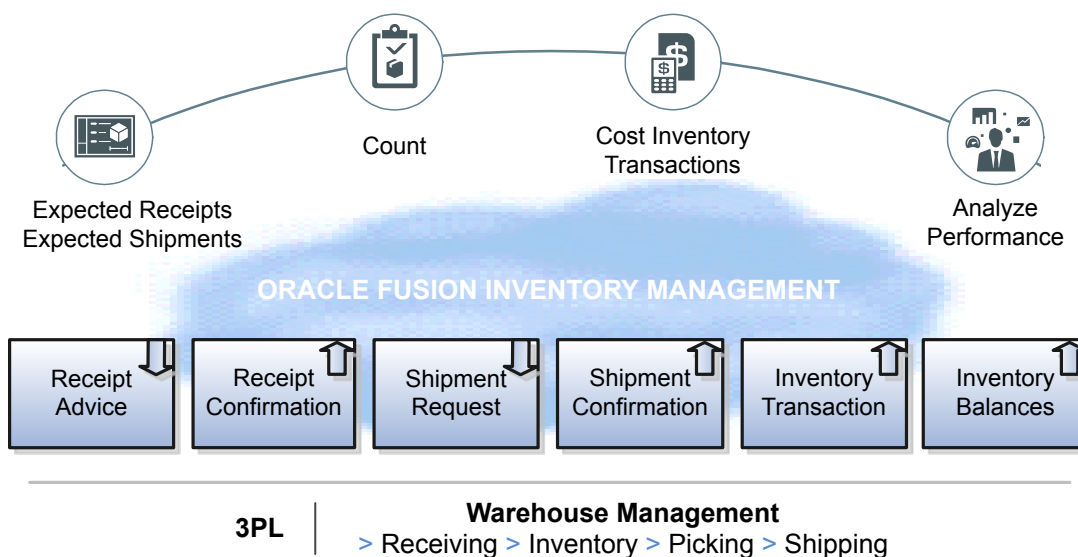 Expected Receipts
Expected Shipments
Count
Cost Inventory
Transactions
Analyze
Performance
ORACLE FUSION INVENTORY MANAGEMENT
Receipt
Advice
Receipt
Confirmation
Shipment
Request
Shipment
Confirmation
Inventory
Transaction
Inventory
Balances
3PL
Warehouse Management
> Receiving > Inventory > Picking > Shipping